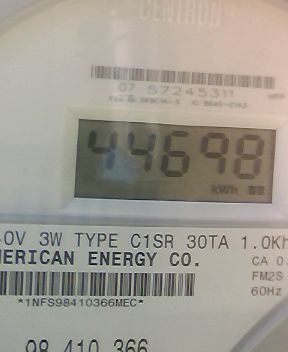 CENTRON
07 57245311
44698
kWh
0V 3W TYPE C1SR 30TA 1.0Kh
MERICAN ENERGY CO.
CA 0.
FM2S
60Hz
*1NFS98410366MEC*
98 410 366